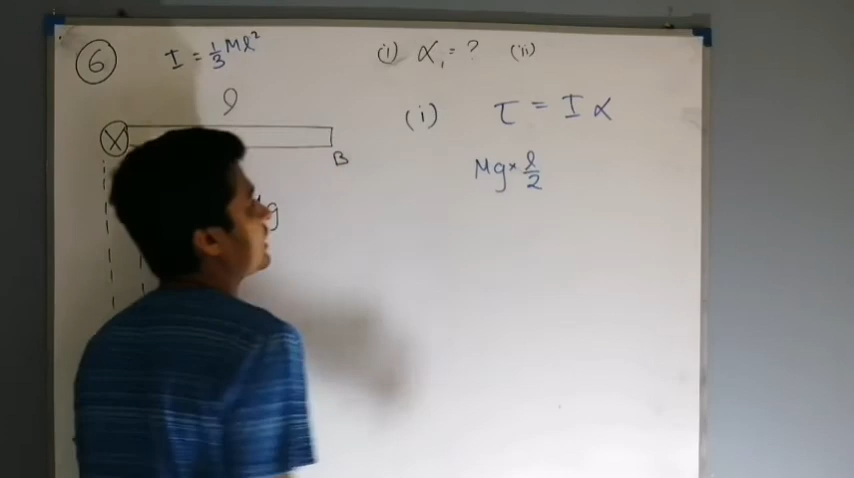 6 I = 1/3 Ml² (i) α₁ = ? (ii)
l
(i) τ = I α
B
Mg × l/2
g